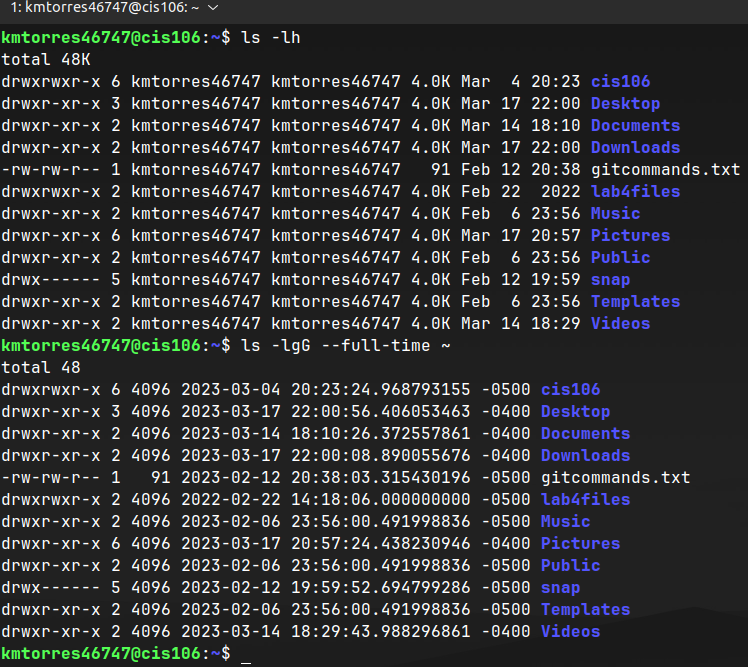 1: kmtorres46747@cis106: ~
kmtorres46747@cis106:~$ ls -lh
total 48K
drwxrwxr-x 6 kmtorres46747 kmtorres46747 4.0K Mar  4 20:23 cis106
drwxr-xr-x 3 kmtorres46747 kmtorres46747 4.0K Mar 17 22:00 Desktop
drwxr-xr-x 2 kmtorres46747 kmtorres46747 4.0K Mar 14 18:10 Documents
drwxr-xr-x 2 kmtorres46747 kmtorres46747 4.0K Mar 17 22:00 Downloads
-rw-rw-r-- 1 kmtorres46747 kmtorres46747   91 Feb 12 20:38 gitcommands.txt
drwxrwxr-x 2 kmtorres46747 kmtorres46747 4.0K Feb 22  2022 lab4files
drwxr-xr-x 2 kmtorres46747 kmtorres46747 4.0K Feb  6 23:56 Music
drwxr-xr-x 6 kmtorres46747 kmtorres46747 4.0K Mar 17 20:57 Pictures
drwxr-xr-x 2 kmtorres46747 kmtorres46747 4.0K Feb  6 23:56 Public
drwx------ 5 kmtorres46747 kmtorres46747 4.0K Feb 12 19:59 snap
drwxr-xr-x 2 kmtorres46747 kmtorres46747 4.0K Feb  6 23:56 Templates
drwxr-xr-x 2 kmtorres46747 kmtorres46747 4.0K Mar 14 18:29 Videos
kmtorres46747@cis106:~$ ls -lgG --full-time ~
total 48
drwxrwxr-x 6 4096 2023-03-04 20:23:24.968793155 -0500 cis106
drwxr-xr-x 3 4096 2023-03-17 22:00:56.406053463 -0400 Desktop
drwxr-xr-x 2 4096 2023-03-14 18:10:26.372557861 -0400 Documents
drwxr-xr-x 2 4096 2023-03-17 22:00:08.890055676 -0400 Downloads
-rw-rw-r-- 1   91 2023-02-12 20:38:03.315430196 -0500 gitcommands.txt
drwxrwxr-x 2 4096 2022-02-22 14:18:06.000000000 -0500 lab4files
drwxr-xr-x 2 4096 2023-02-06 23:56:00.491998836 -0500 Music
drwxr-xr-x 6 4096 2023-03-17 20:57:24.438230946 -0400 Pictures
drwxr-xr-x 2 4096 2023-02-06 23:56:00.491998836 -0500 Public
drwx------ 5 4096 2023-02-12 19:59:52.694799286 -0500 snap
drwxr-xr-x 2 4096 2023-02-06 23:56:00.491998836 -0500 Templates
drwxr-xr-x 2 4096 2023-03-14 18:29:43.988296861 -0400 Videos
kmtorres46747@cis106:~$ _